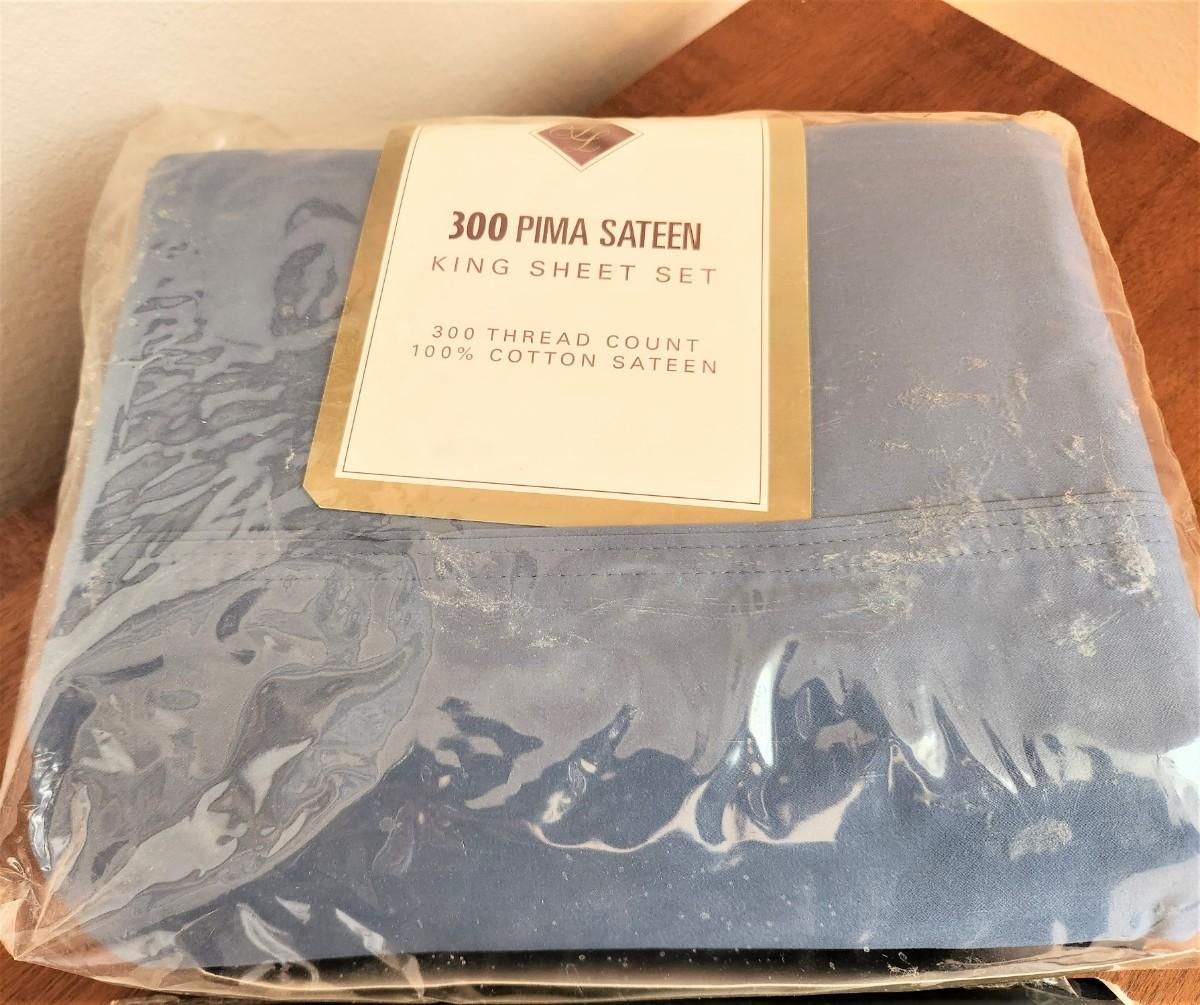 300 PIMA SATEEN
KING SHEET SET
300 THREAD COUNT
100% COTTON SATEEN